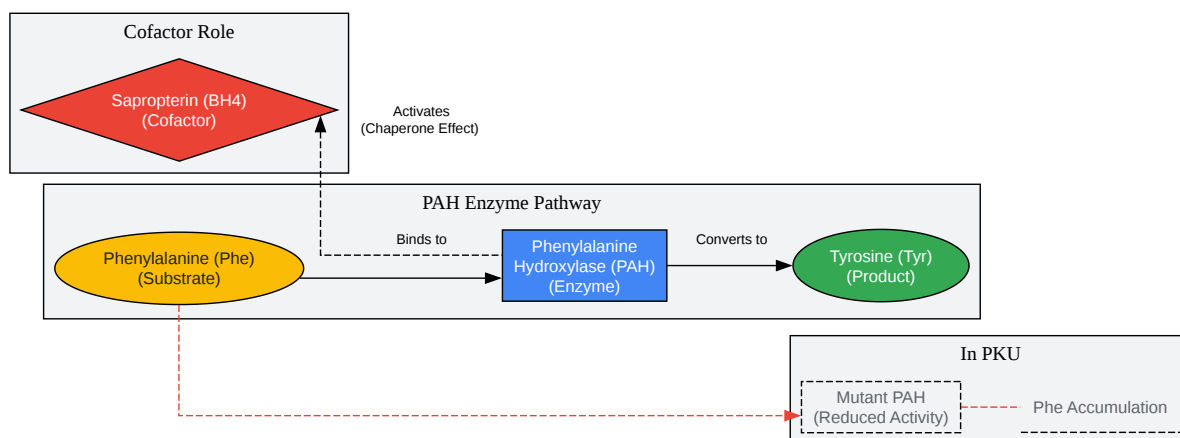 Cofactor Role
Sapropterin (BH4)
(Cofactor)
Activates
(Chaperone Effect)
PAH Enzyme Pathway
Phenylalanine (Phe)
(Substrate)
Binds to
Phenylalanine
Hydroxylase (PAH)
(Enzyme)
Converts to
Tyrosine (Tyr)
(Product)
In PKU
Mutant PAH
(Reduced Activity)
Phe Accumulation